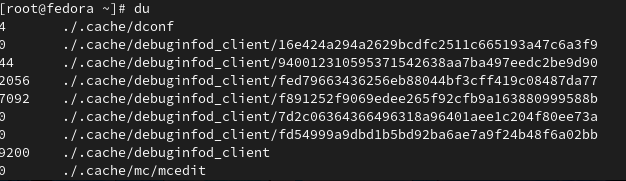 [root@fedora ~]# du
4 ./.cache/dconf
0 ./.cache/debuginfod_client/16e424a294a2629bcdfc2511c665193a47c6a3f9
44 ./.cache/debuginfod_client/940012310595371542638aa7ba497eedc2be9d90
2056 ./.cache/debuginfod_client/fed79663436256eb88044bf3cff419c08487da77
7092 ./.cache/debuginfod_client/f891252f9069edee265f92cfb9a163880999588b
0 ./.cache/debuginfod_client/7d2c06364366496318a96401aee1c204f80ee73a
0 ./.cache/debuginfod_client/fd54999a9dbd1b5bd92ba6ae7a9f24b48f6a02bb
9200 ./.cache/debuginfod_client
0 ./.cache/mc/mcedit